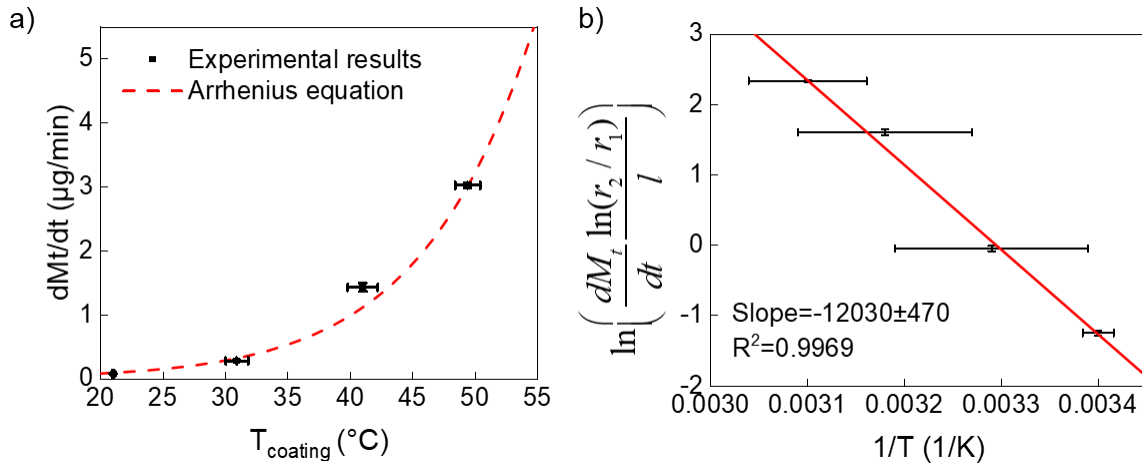 a)
5
4
3
2
1
0
dMt/dt (µg/min)
Experimental results
Arrhenius equation
20 25 30 35 40 45 50 55
T_coating (°C)
b)
3
2
1
0
-1
-2
ln(dM_t/dt ln(r_2 / r_1)/l)
Slope=-12030±470
R²=0.9969
0.0030 0.0031 0.0032 0.0033 0.0034
1/T (1/K)